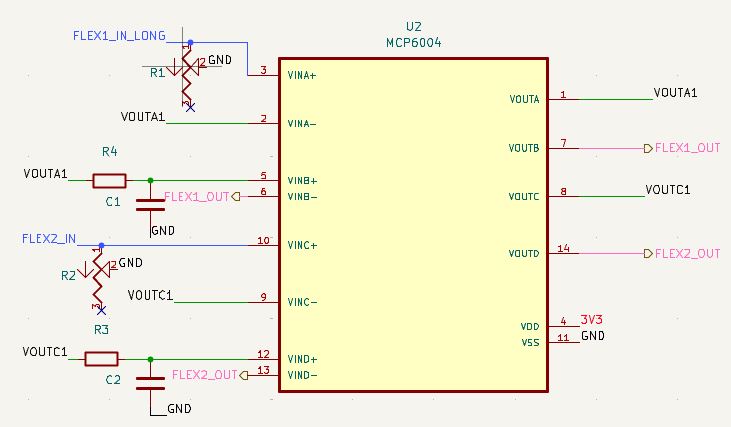 U2
MCP6004
FLEX1_IN_LONG
1
2
GND
R1
3
3
VINA+
VOUTA1
2
VINA-
VOUTA
1
VOUTA1
VOUTB
7
FLEX1_OUT
R4
VOUTA1
5
VINB+
C1
FLEX1_OUT
6
VINB-
VOUTC
8
VOUTC1
GND
FLEX2_IN
10
VINC+
1
2
GND
R2
3
VOUTD
14
FLEX2_OUT
VOUTC1
9
VINC-
R3
VDD
4
3V3
VSS
11
GND
VOUTC1
12
VIND+
C2
FLEX2_OUT
13
VIND-
GND